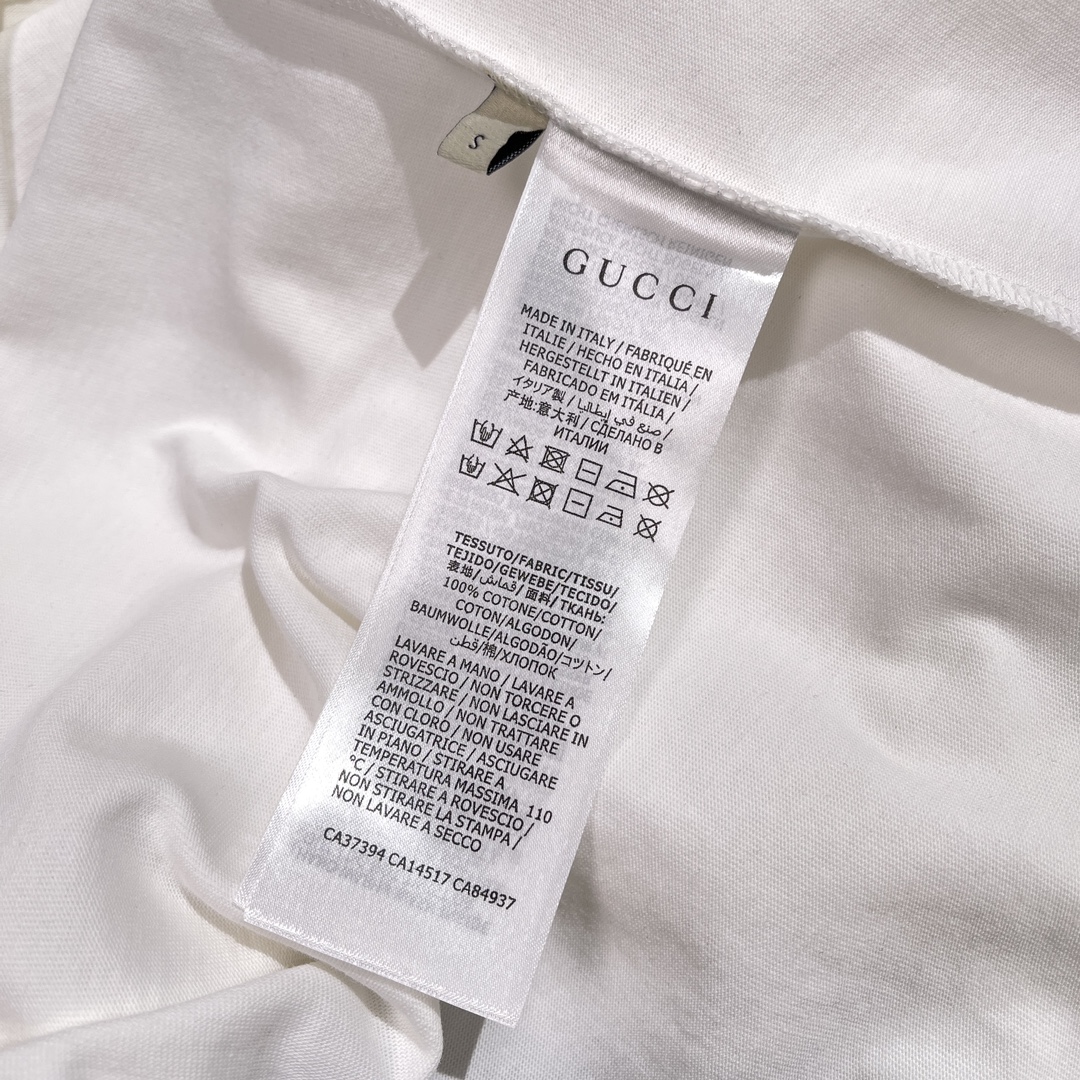 S
GUCCI
MADE IN ITALY / FABRIQUÉ EN
ITALIE / HECHO EN ITALIA /
HERGESTELLT IN ITALIEN /
FABRICADO EM ITÁLIA /
イタリア製 / صنع في إيطاليا /
产地:意大利 / СДЕЛАНО В
ИТАЛИИ
TESSUTO/FABRIC/TISSU/
TEJIDO/GEWEBE/TECIDO/
表地/قماش/面料/ТКАНЬ:
100% COTONE/COTTON/
COTON/ALGODON/
BAUMWOLLE/ALGODÃO/コットン/
قطن/棉/ХЛОПОК
LAVARE A MANO / LAVARE A
ROVESCIO / NON TORCERE O
STRIZZARE / NON LASCIARE IN
AMMOLLO / NON TRATTARE
CON CLORO / NON USARE
ASCIUGATRICE / ASCIUGARE
IN PIANO / STIRARE A
TEMPERATURA MASSIMA 110
°C / STIRARE A ROVESCIO /
NON STIRARE LA STAMPA /
NON LAVARE A SECCO
CA37394 CA14517 CA84937